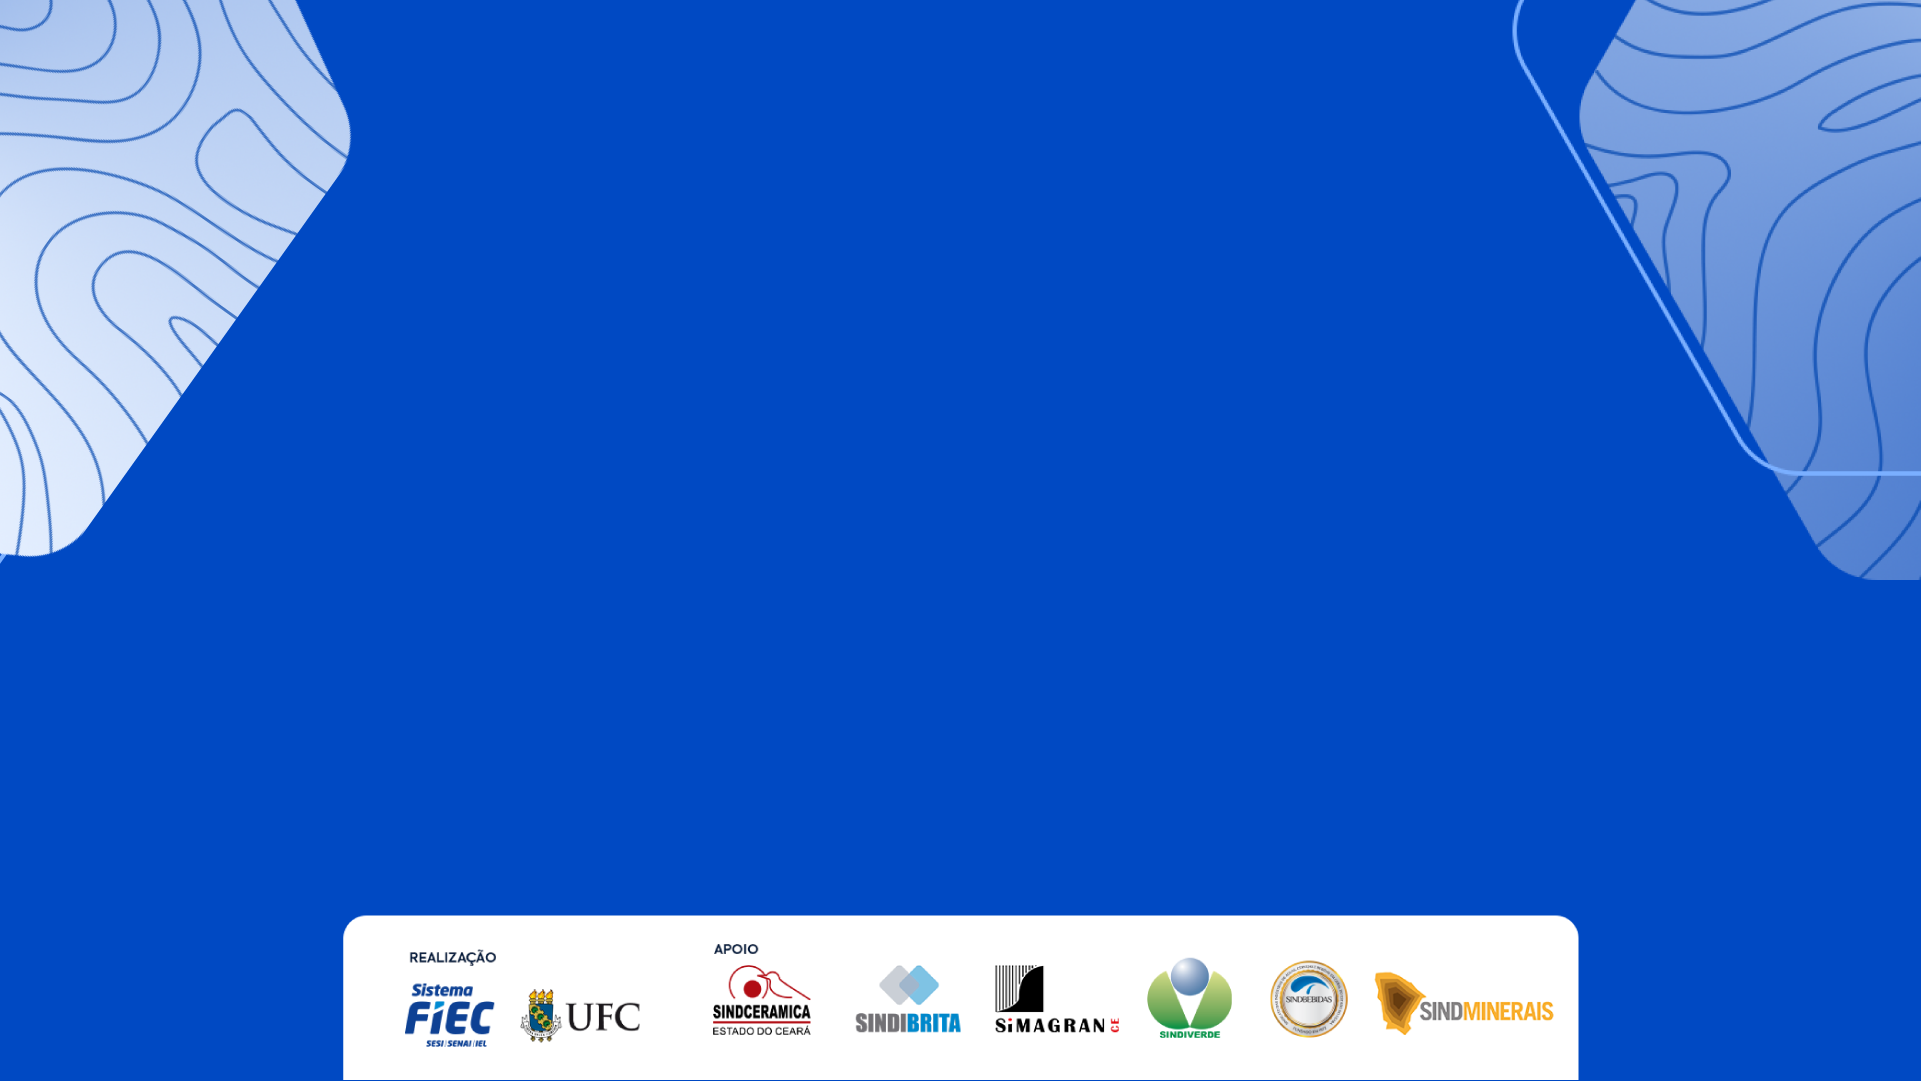 REALIZAÇÃO
Sistema
FIEC
SESI SENAI IEL
UFC
APOIO
SINDCERAMICA
ESTADO DO CEARÁ
SINDIBRITA
SiMAGRAN CE
SINDIVERDE
SINDBEBIDAS
SINDMINERAIS